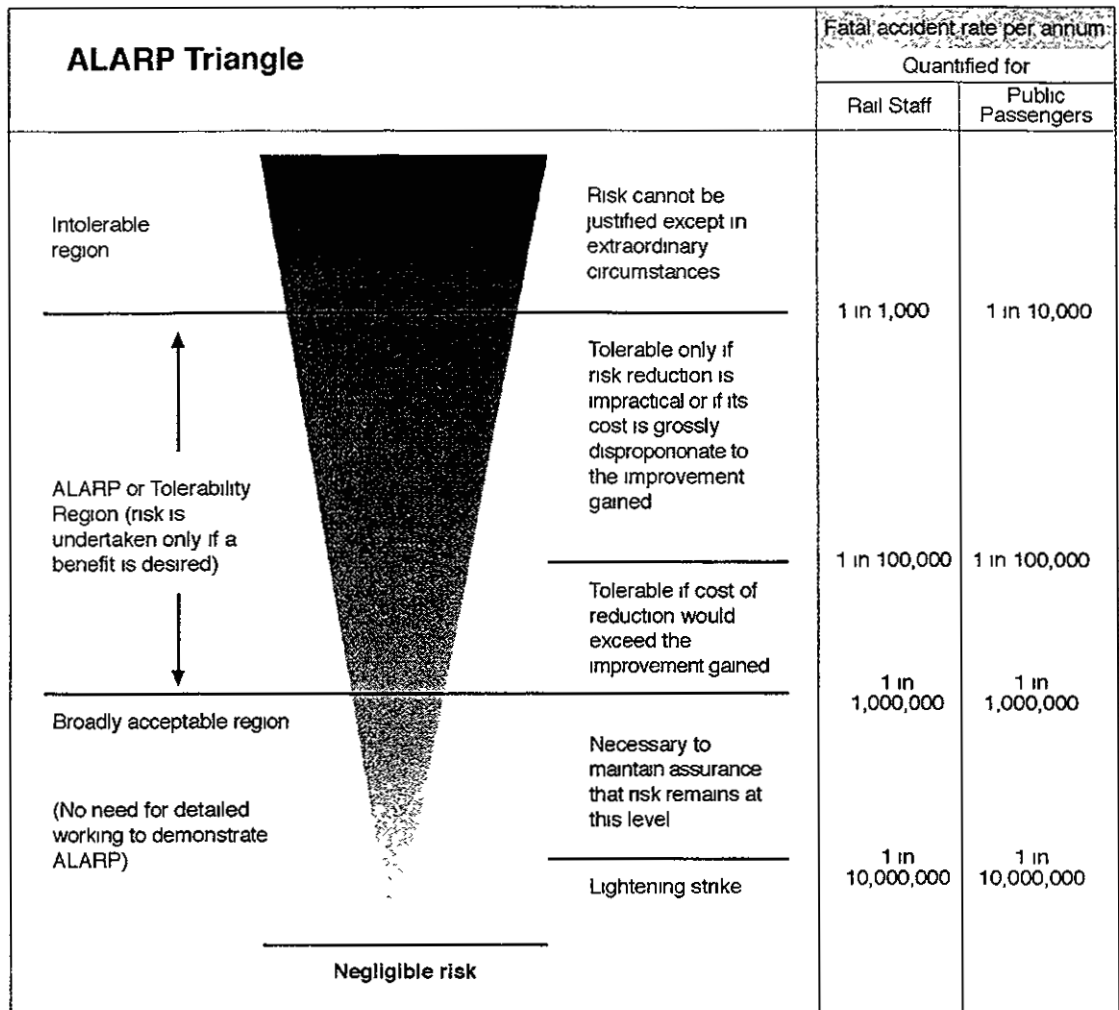 ALARP Triangle
Fatal accident rate per annum
Quantified for
Rail Staff
Public
Passengers
Intolerable
region
Risk cannot be
justified except in
extraordinary
circumstances
1 in 1,000
1 in 10,000
ALARP or Tolerability
Region (risk is
undertaken only if a
benefit is desired)
Tolerable only if
risk reduction is
impractical or if its
cost is grossly
dispropononate to
the improvement
gained
1 in 100,000
1 in 100,000
Tolerable if cost of
reduction would
exceed the
improvement gained
1 in
1,000,000
1 in
1,000,000
Broadly acceptable region
(No need for detailed
working to demonstrate
ALARP)
Necessary to
maintain assurance
that risk remains at
this level
1 in
10,000,000
1 in
10,000,000
Lightening strike
Negligible risk